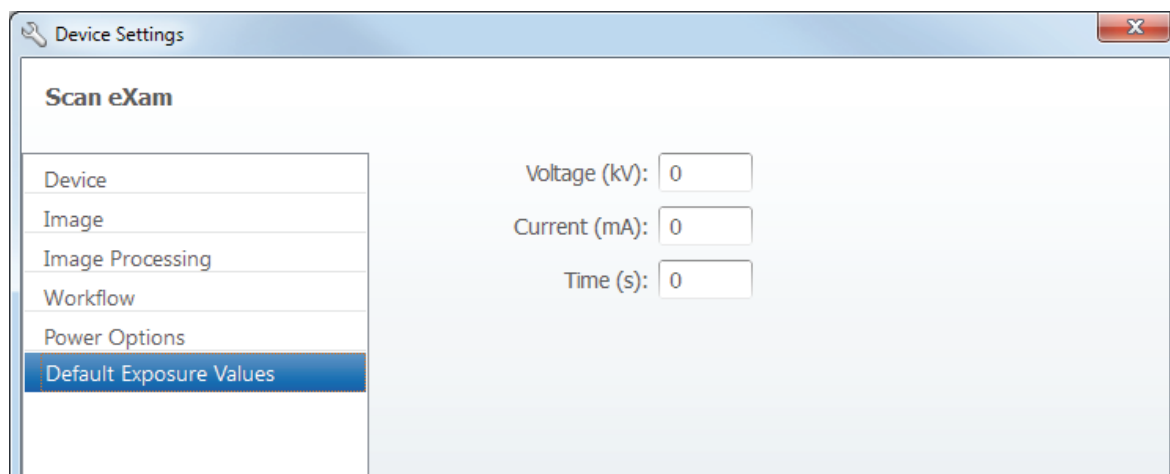 Device Settings
Scan eXam
Device
Image
Image Processing
Workflow
Power Options
Default Exposure Values
Voltage (kV): 0
Current (mA): 0
Time (s): 0